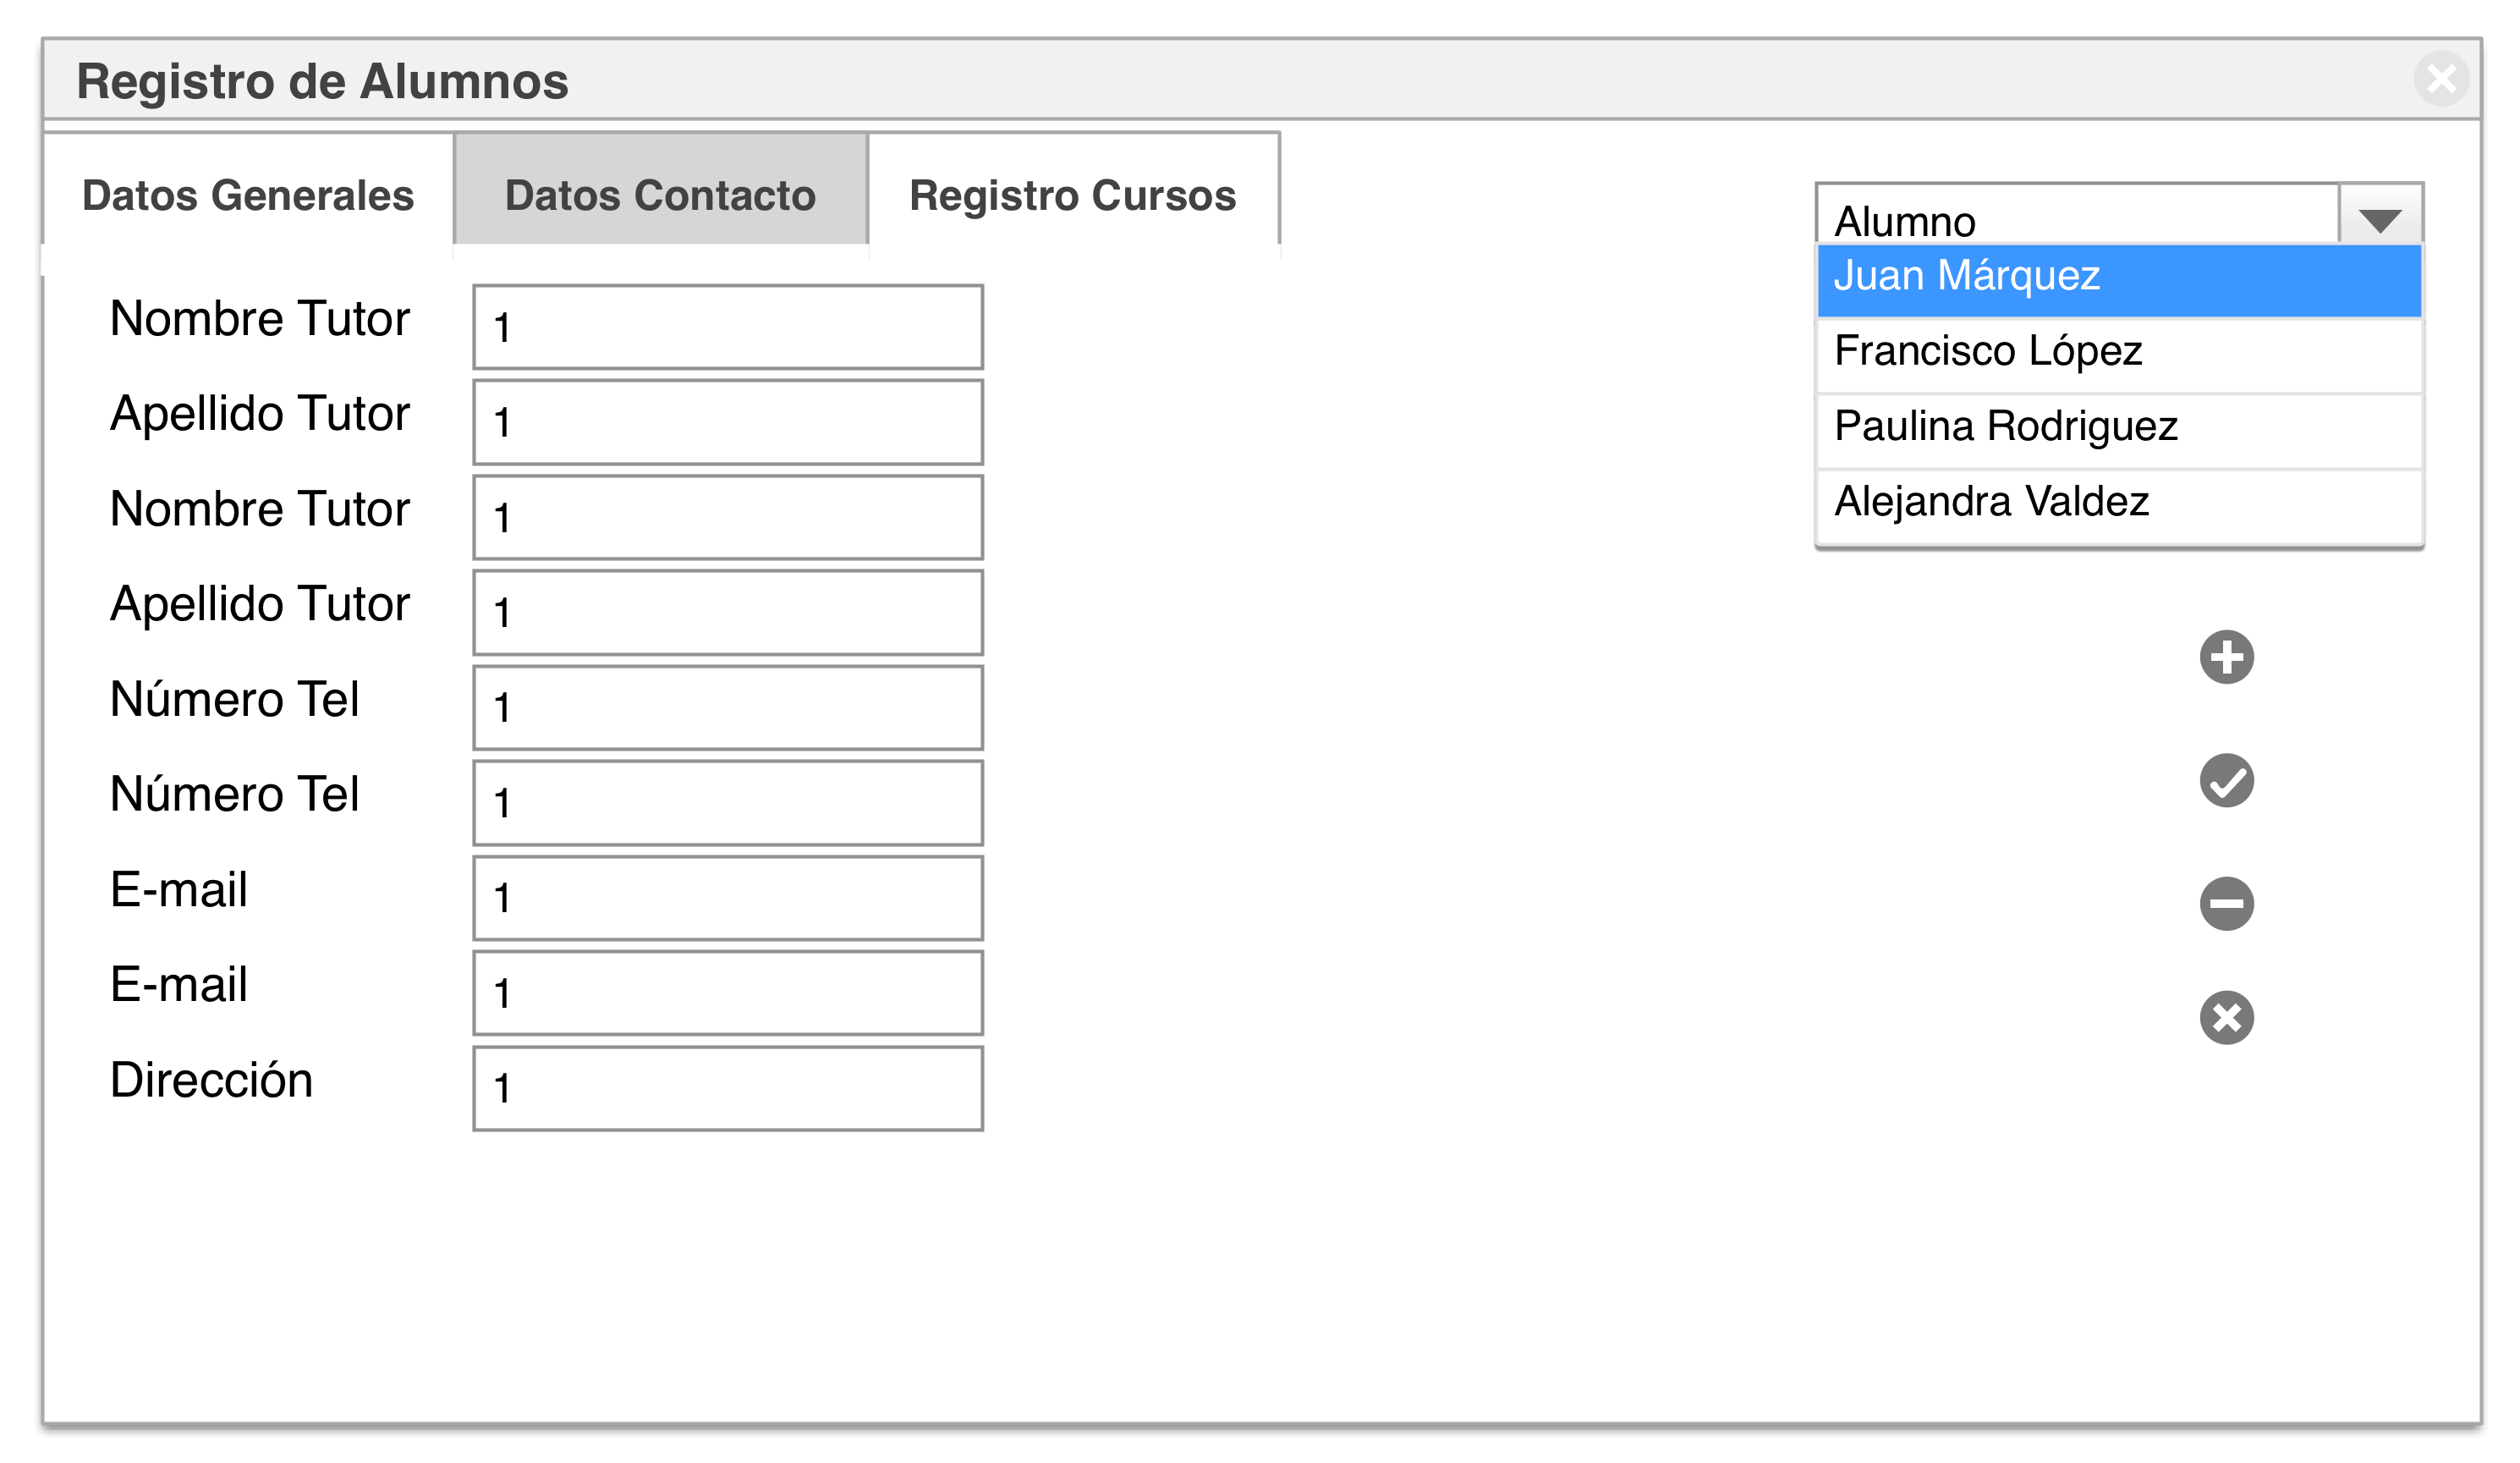 Registro de Alumnos
Datos Generales
Datos Contacto
Registro Cursos
Alumno
Juan Márquez
Francisco López
Paulina Rodriguez
Alejandra Valdez
Nombre Tutor
1
Apellido Tutor
1
Nombre Tutor
1
Apellido Tutor
1
Número Tel
1
Número Tel
1
E-mail
1
E-mail
1
Dirección
1